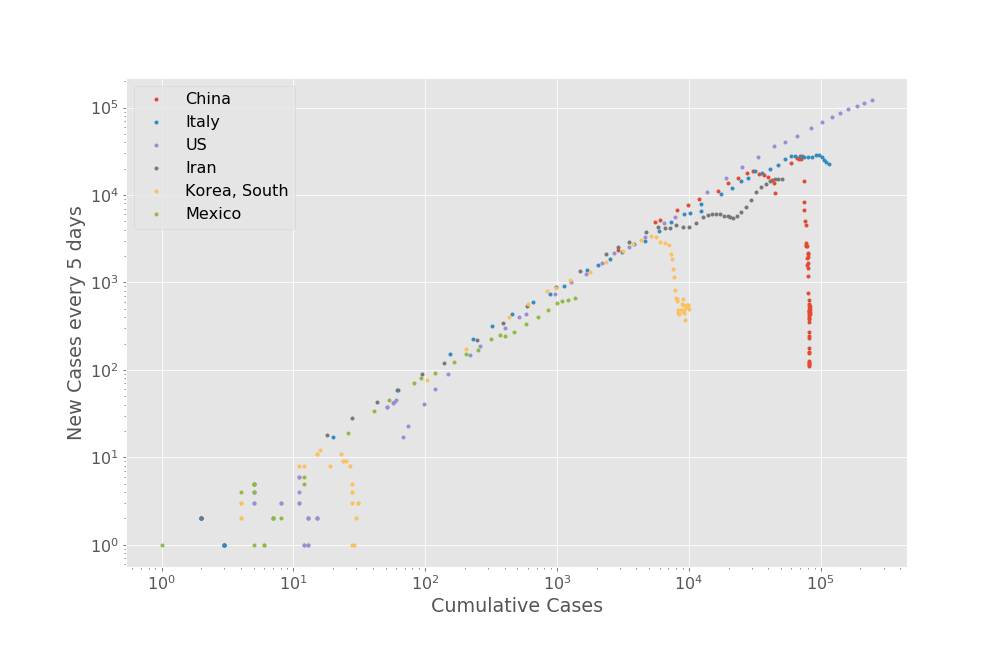 10⁵
10⁴
10³
10²
10¹
10⁰
New Cases every 5 days
China
Italy
US
Iran
Korea, South
Mexico
10⁰ 10¹ 10² 10³ 10⁴ 10⁵
Cumulative Cases